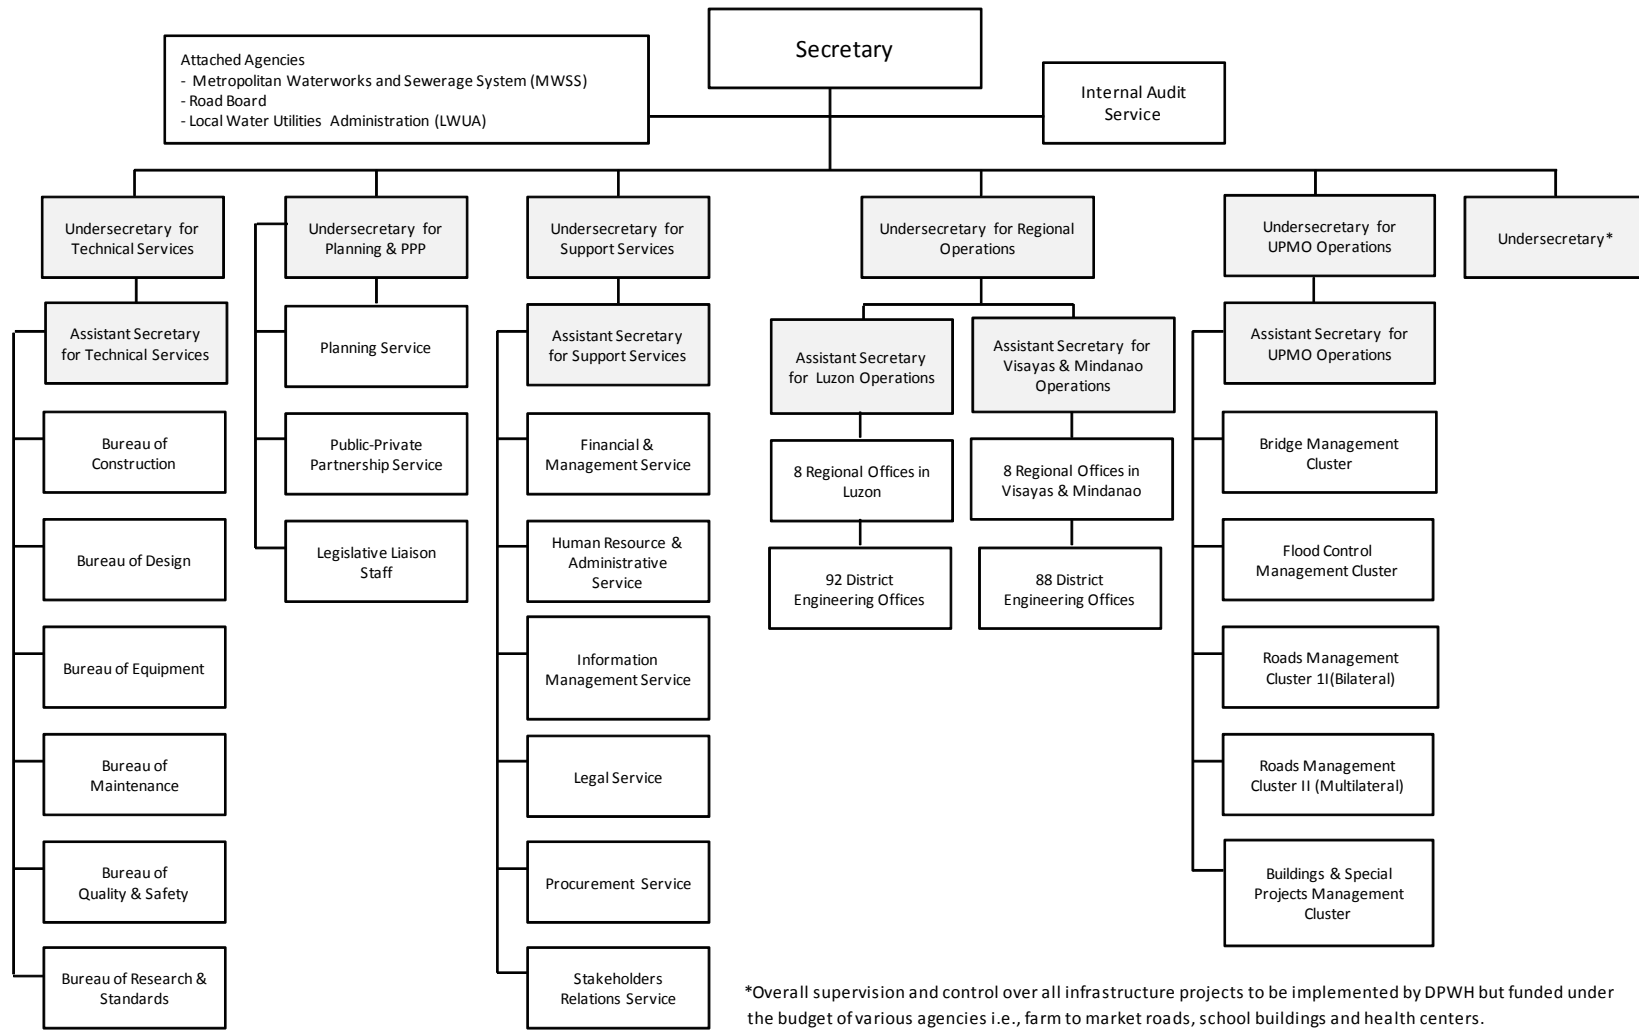 Secretary
Attached Agencies
- Metropolitan Waterworks and Sewerage System (MWSS)
- Road Board
- Local Water Utilities Administration (LWUA)
Internal Audit
Service
Undersecretary for
Technical Services
Undersecretary for
Planning & PPP
Undersecretary for
Support Services
Undersecretary for Regional
Operations
Undersecretary for
UPMO Operations
Undersecretary*
Assistant Secretary
for Technical Services
Planning Service
Assistant Secretary
for Support Services
Assistant Secretary
for Luzon Operations
Assistant Secretary for
Visayas & Mindanao
Operations
Assistant Secretary for
UPMO Operations
Bureau of
Construction
Public-Private
Partnership Service
Financial &
Management Service
8 Regional Offices in
Luzon
8 Regional Offices in
Visayas & Mindanao
Bridge Management
Cluster
Bureau of Design
Legislative Liaison
Staff
Human Resource &
Administrative
Service
92 District
Engineering Offices
88 District
Engineering Offices
Flood Control
Management Cluster
Bureau of Equipment
Information
Management Service
Roads Management
Cluster 1I(Bilateral)
Bureau of
Maintenance
Legal Service
Roads Management
Cluster II (Multilateral)
Bureau of
Quality & Safety
Procurement Service
Buildings & Special
Projects Management
Cluster
Bureau of Research &
Standards
Stakeholders
Relations Service
*Overall supervision and control over all infrastructure projects to be implemented by DPWH but funded under
the budget of various agencies i.e., farm to market roads, school buildings and health centers.